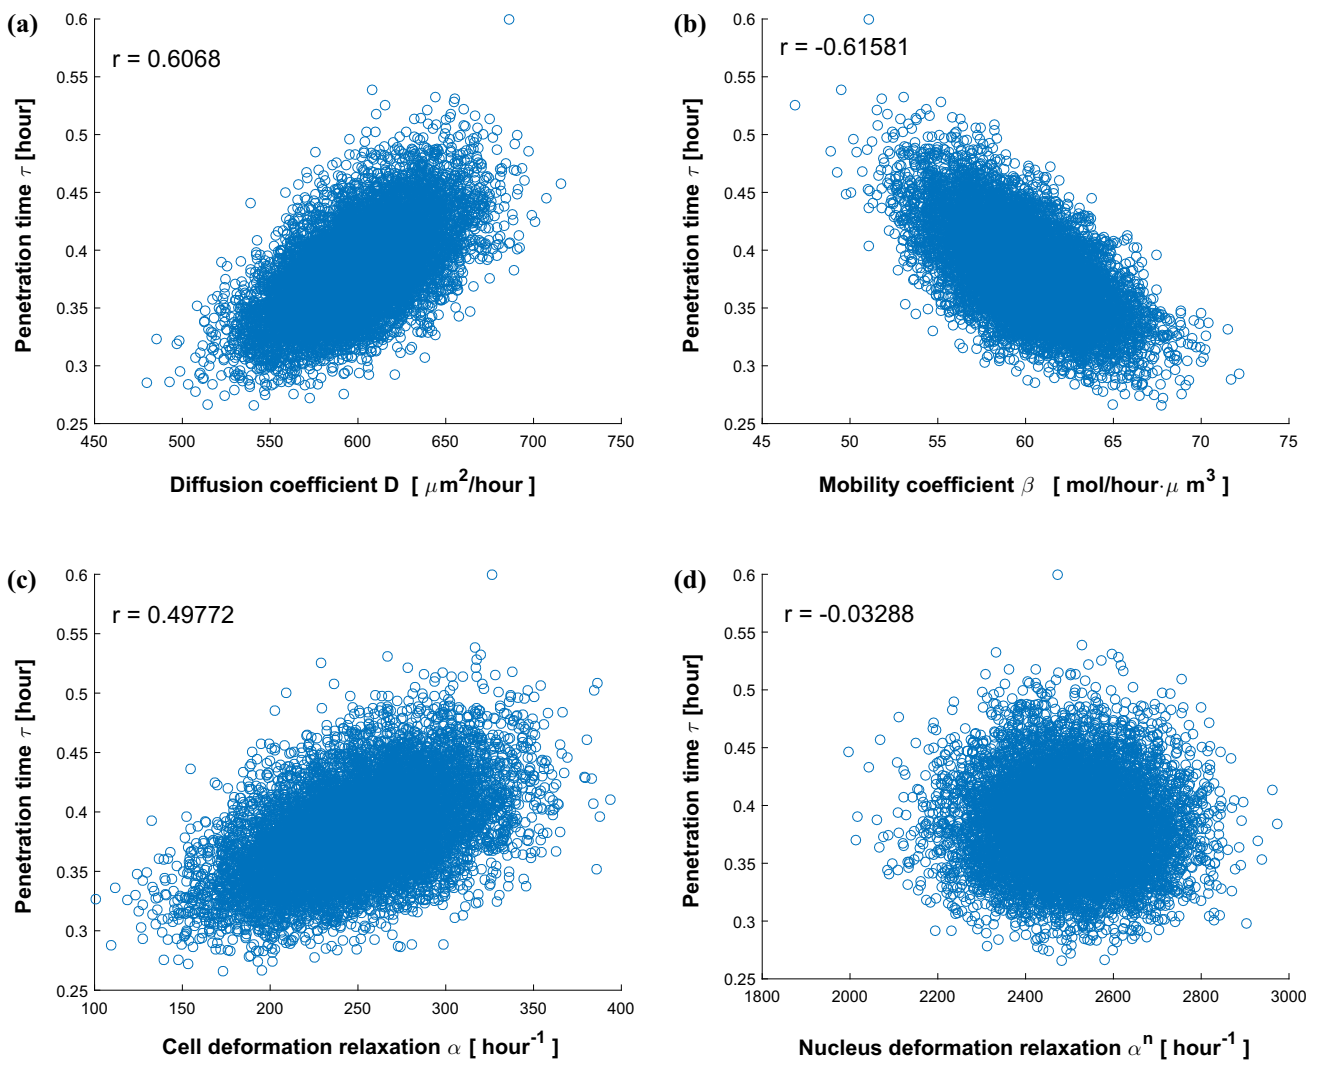 (a)
r = 0.6068
0.6
0.55
0.5
0.45
0.4
0.35
0.3
0.25
Penetration time τ [hour]
450 500 550 600 650 700 750
Diffusion coefficient D [ μm²/hour ]
(b)
r = -0.61581
0.6
0.55
0.5
0.45
0.4
0.35
0.3
0.25
Penetration time τ [hour]
45 50 55 60 65 70 75
Mobility coefficient β [ mol/hour·μ m³ ]
(c)
r = 0.49772
0.6
0.55
0.5
0.45
0.4
0.35
0.3
0.25
Penetration time τ [hour]
100 150 200 250 300 350 400
Cell deformation relaxation α [ hour⁻¹ ]
(d)
r = -0.03288
0.6
0.55
0.5
0.45
0.4
0.35
0.3
0.25
Penetration time τ [hour]
1800 2000 2200 2400 2600 2800 3000
Nucleus deformation relaxation αⁿ [ hour⁻¹ ]